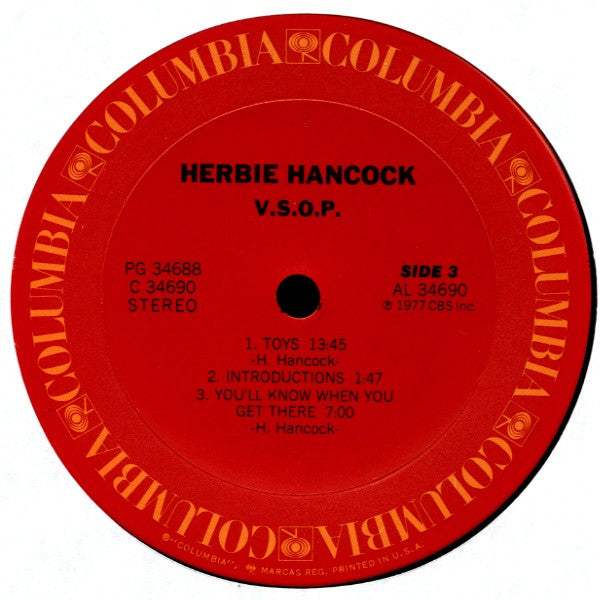 COLUMBIA COLUMBIA COLUMBIA COLUMBIA COLUMBIA COLUMBIA
HERBIE HANCOCK
V.S.O.P.
PG 34688
C 34690
STEREO
SIDE 3
AL 34690
℗ 1977 CBS Inc.
1. TOYS 13:45
-H. Hancock-
2. INTRODUCTIONS 1:47
3. YOU'LL KNOW WHEN YOU
GET THERE 7:00
-H. Hancock-
®"COLUMBIA", MARCAS REG. PRINTED IN U.S.A.